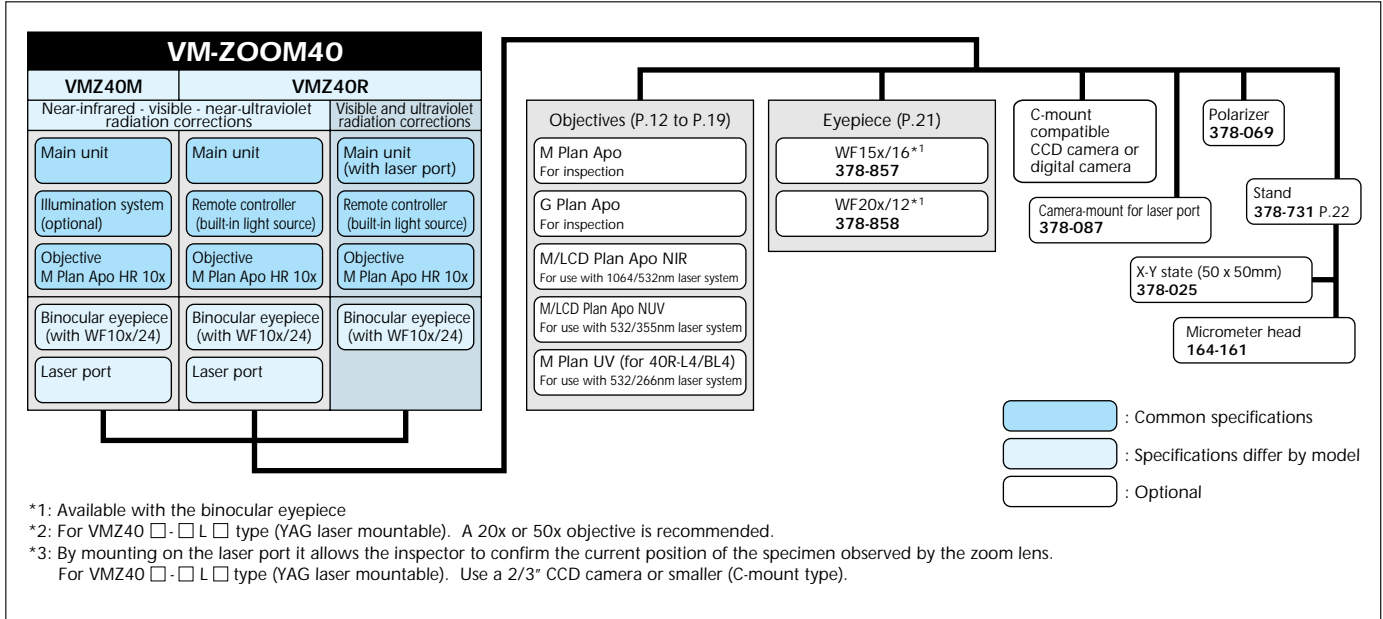 VM-ZOOM40
VMZ40M
VMZ40R
Near-infrared - visible - near-ultraviolet
radiation corrections
Visible and ultraviolet
radiation corrections
Main unit
Illumination system
(optional)
Objective
M Plan Apo HR 10x
Binocular eyepiece
(with WF10x/24)
Laser port
Main unit
Remote controller
(built-in light source)
Objective
M Plan Apo HR 10x
Binocular eyepiece
(with WF10x/24)
Laser port
Main unit
(with laser port)
Remote controller
(built-in light source)
Objective
M Plan Apo HR 10x
Binocular eyepiece
(with WF10x/24)
Objectives (P.12 to P.19)
M Plan Apo
For inspection
G Plan Apo
For inspection
M/LCD Plan Apo NIR
For use with 1064/532nm laser system
M/LCD Plan Apo NUV
For use with 532/355nm laser system
M Plan UV (for 40R-L4/BL4)
For use with 532/266nm laser system
Eyepiece (P.21)
WF15x/16*1
378-857
WF20x/12*1
378-858
C-mount
compatible
CCD camera or
digital camera
Camera-mount for laser port
378-087
Polarizer
378-069
Stand
378-731 P.22
X-Y state (50 x 50mm)
378-025
Micrometer head
164-161
: Common specifications
: Specifications differ by model
: Optional
*1: Available with the binocular eyepiece
*2: For VMZ40 □ - □ L □ type (YAG laser mountable). A 20x or 50x objective is recommended.
*3: By mounting on the laser port it allows the inspector to confirm the current position of the specimen observed by the zoom lens.
For VMZ40 □ - □ L □ type (YAG laser mountable). Use a 2/3" CCD camera or smaller (C-mount type).